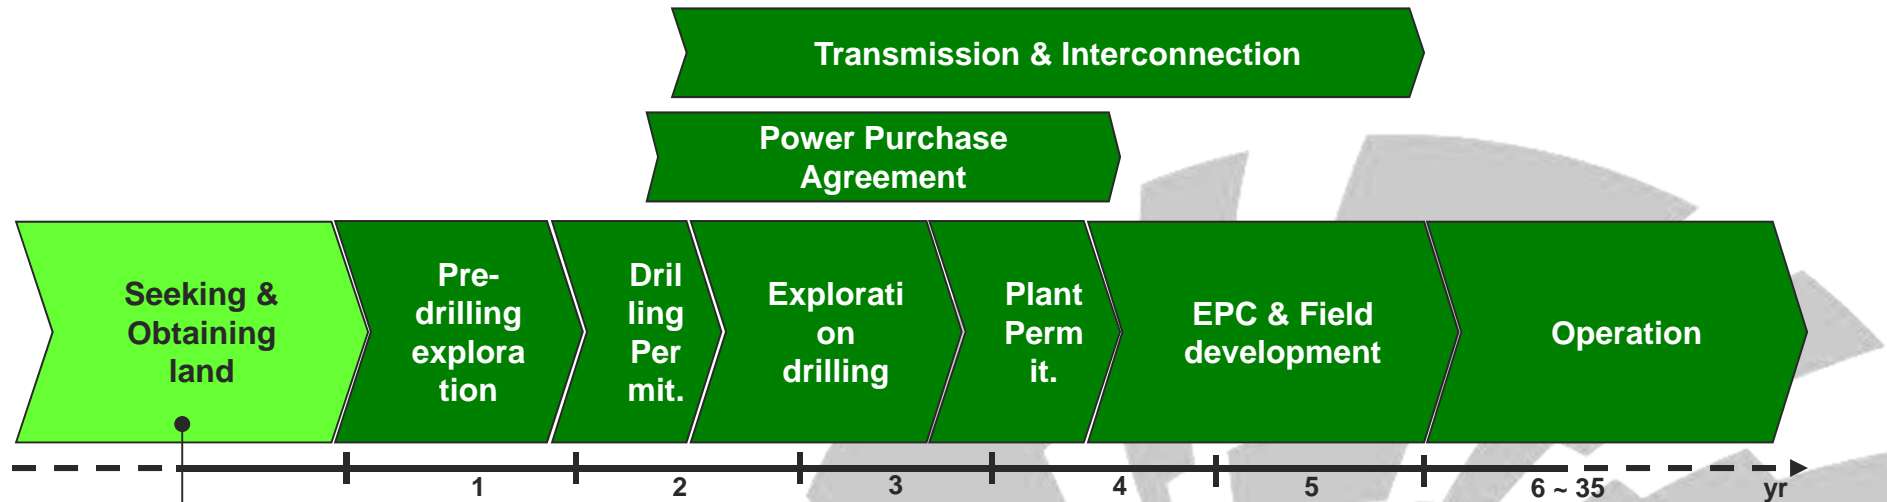 Transmission & Interconnection
Power Purchase
Agreement
Seeking &
Obtaining
land
Pre-
drilling
explora
tion
Dril
ling
Per
mit.
Explorati
on
drilling
Plant
Perm
it.
EPC & Field
development
Operation
1
2
3
4
5
6 ~ 35
yr